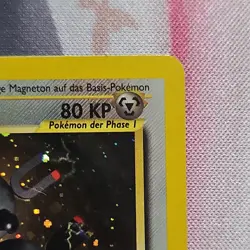 Magneton auf das Basis-Pokémon
80 KP
Pokémon der Phase 1